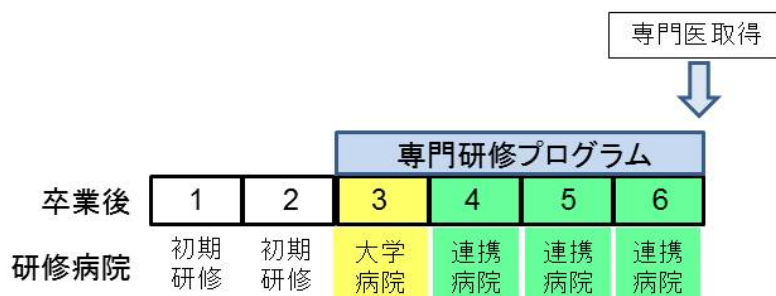 専門医取得
専門研修プログラム
卒業後 1 2 3 4 5 6
研修病院 初期研修 初期研修 大学病院 連携病院 連携病院 連携病院